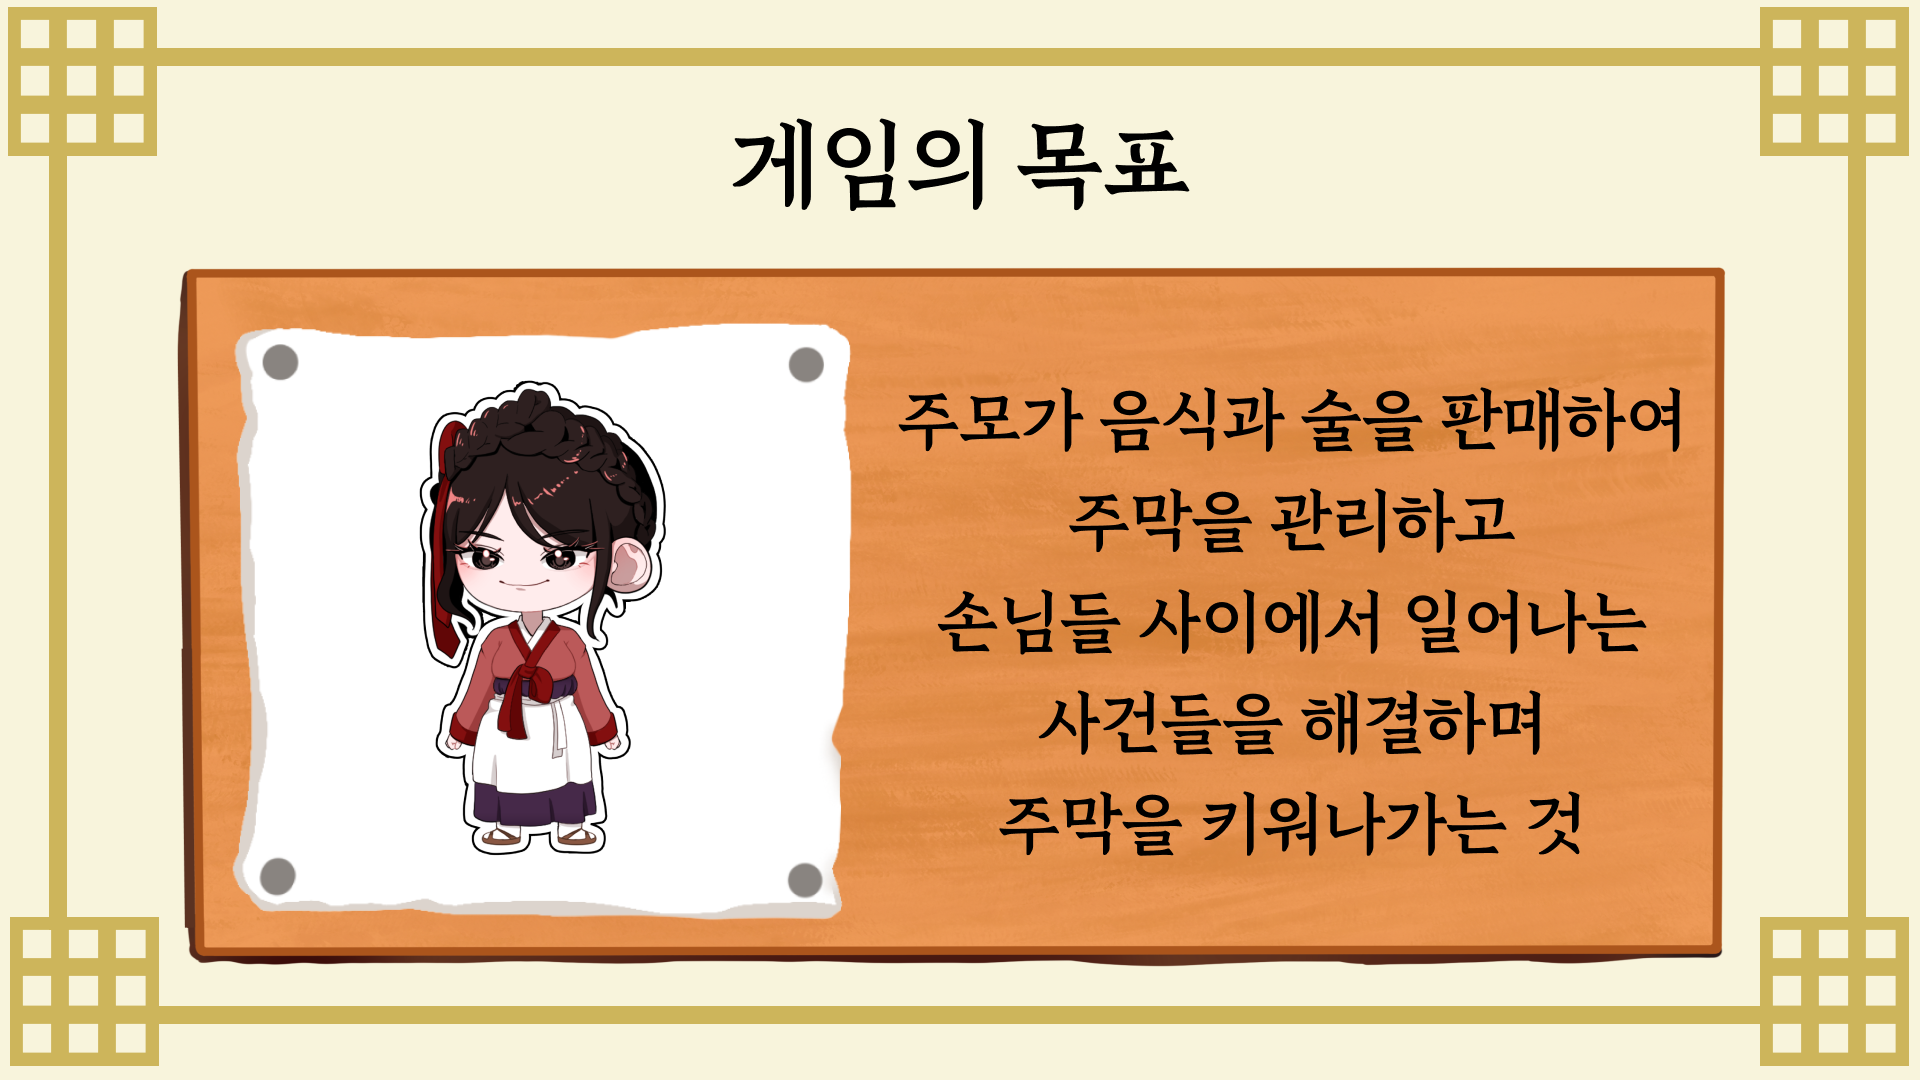 게임의 목표
주모가 음식과 술을 판매하여
주막을 관리하고
손님들 사이에서 일어나는
사건들을 해결하며
주막을 키워나가는 것